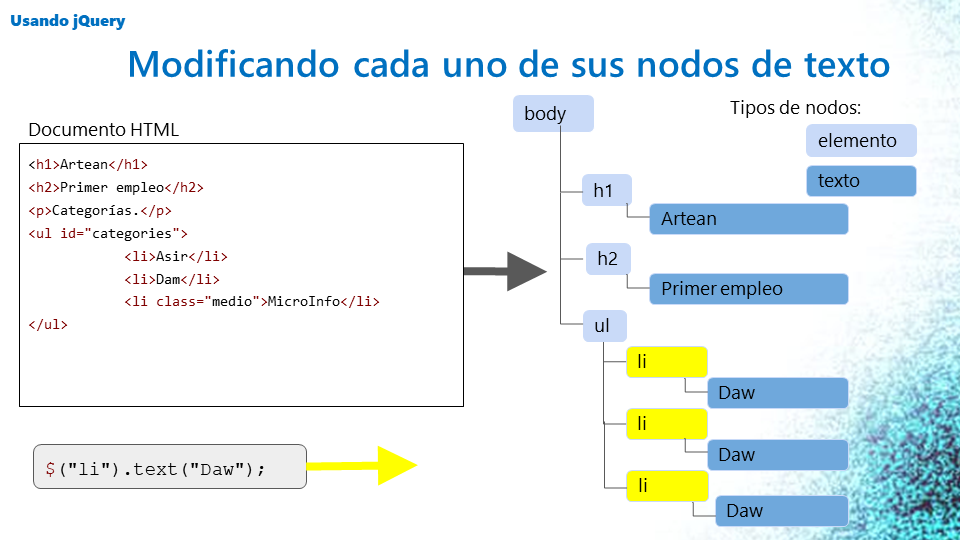 Usando jQuery
Modificando cada uno de sus nodos de texto
Documento HTML
<h1>Artean</h1>
<h2>Primer empleo</h2>
<p>Categorías.</p>
<ul id="categories">
<li>Asir</li>
<li>Dam</li>
<li class="medio">MicroInfo</li>
</ul>
$("li").text("Daw");
Tipos de nodos:
elemento
texto
body
h1
Artean
h2
Primer empleo
ul
li
Daw
li
Daw
li
Daw